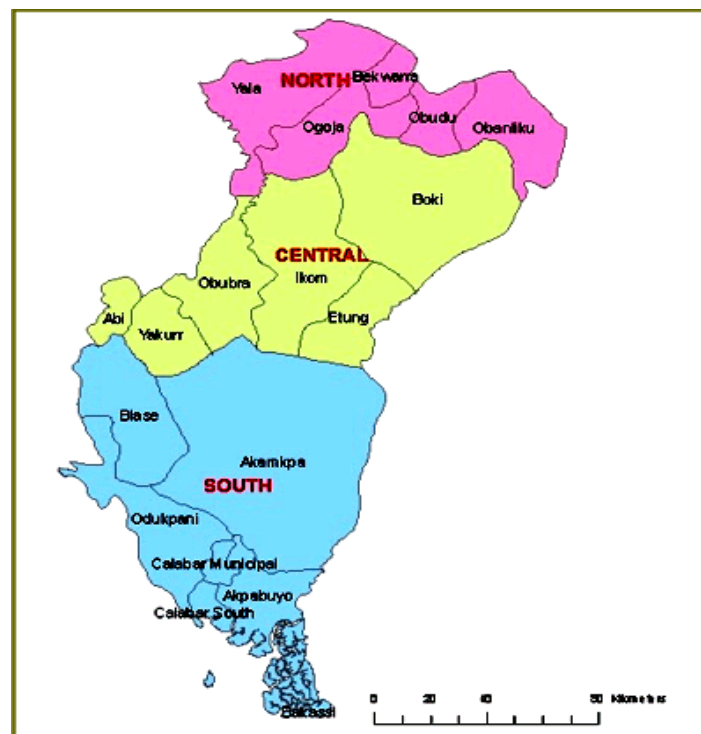 Yala
NORTH
Bekwarra
Ogoja
Obudu
Obanliku
Boki
CENTRAL
Ikom
Obubra
Etung
Abi
Yakurr
Biase
Akamkpa
SOUTH
Odukpani
Calabar Municipal
Akpabuyo
Calabar South
Bakassi
0 20 40 80 Kilometres